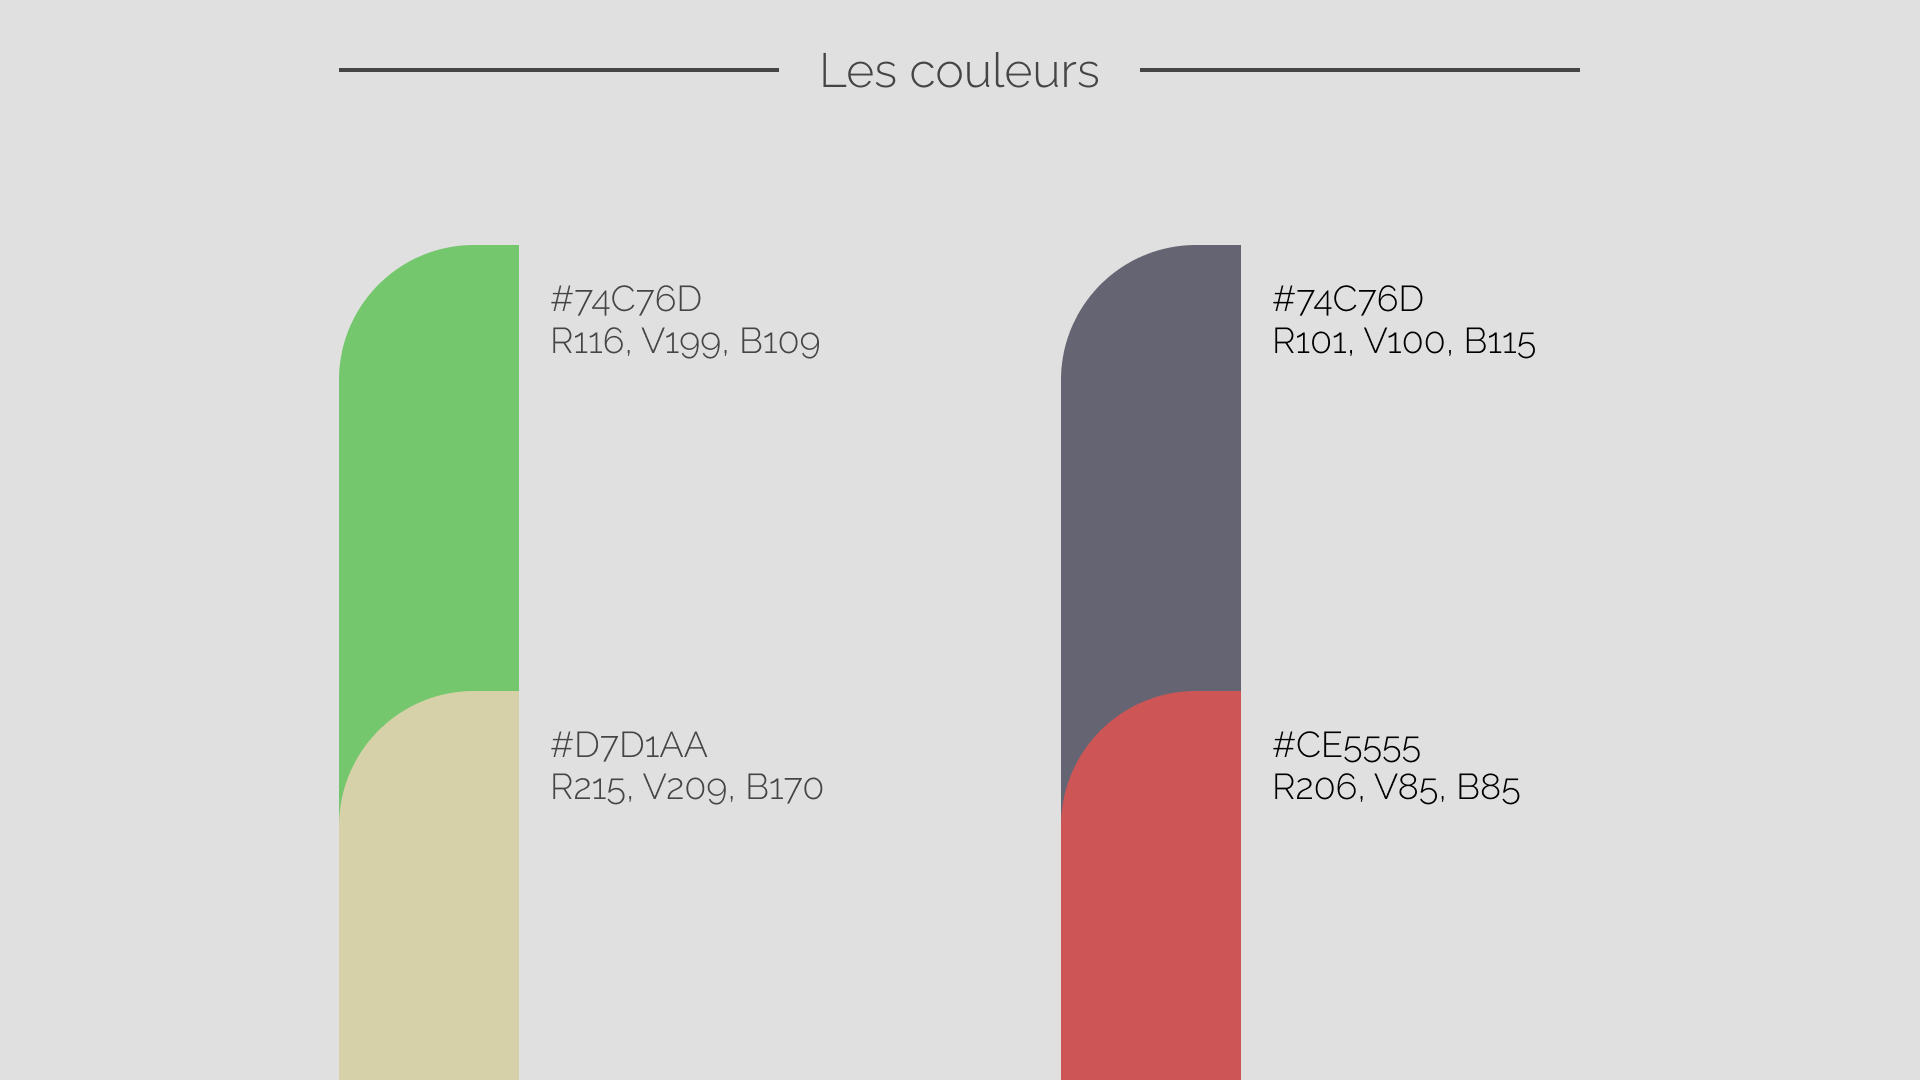 Les couleurs
#74C76D
R116, V199, B109
#74C76D
R101, V100, B115
#D7D1AA
R215, V209, B170
#CE5555
R206, V85, B85